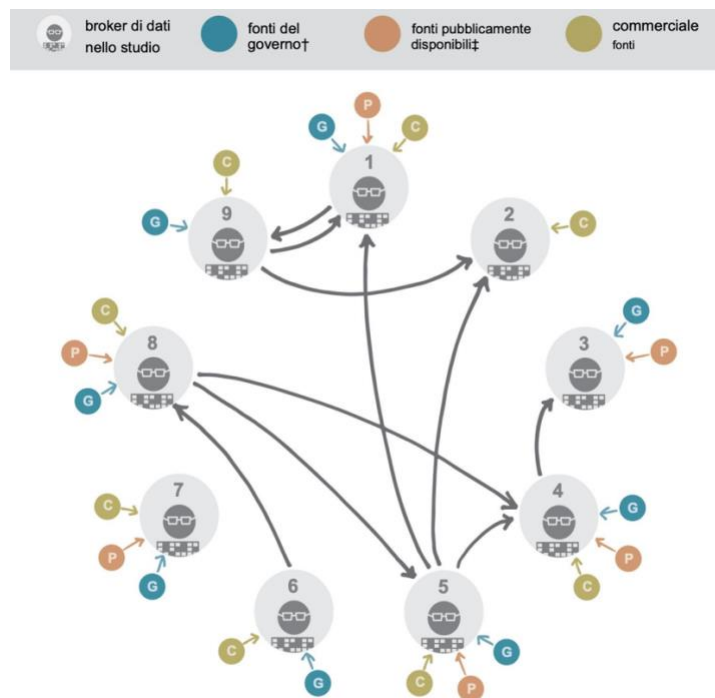 broker di dati
nello studio
fonti del
governo†
fonti pubblicamente
disponibili‡
commerciale
fonti
P
G
C
1
C
9
G
2
C
C
8
P
G
3
G
P
7
C
P
G
4
G
P
C
6
C
G
5
G
C
P